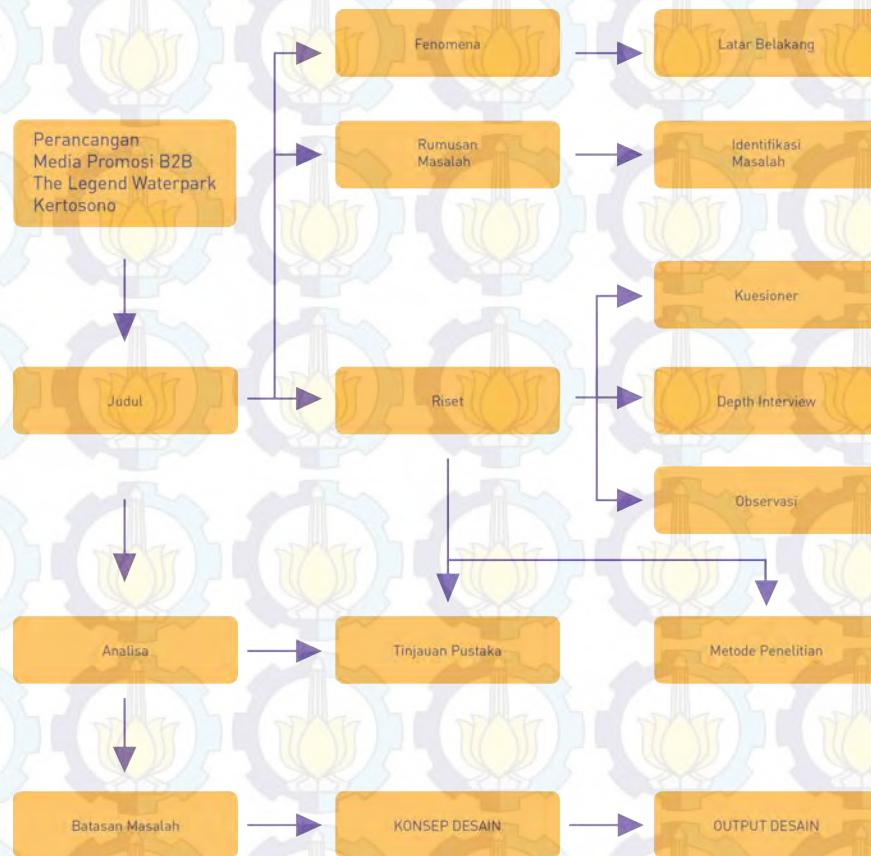 Fenomena
Latar Belakang
Perancangan
Media Promosi B2B
The Legend Waterpark
Kertosono
Rumusan
Masalah
Identifikasi
Masalah
Kuesioner
Judul
Riset
Depth Interview
Observasi
Analisa
Tinjauan Pustaka
Metode Penelitian
Batasan Masalah
KONSEP DESAIN
OUTPUT DESAIN